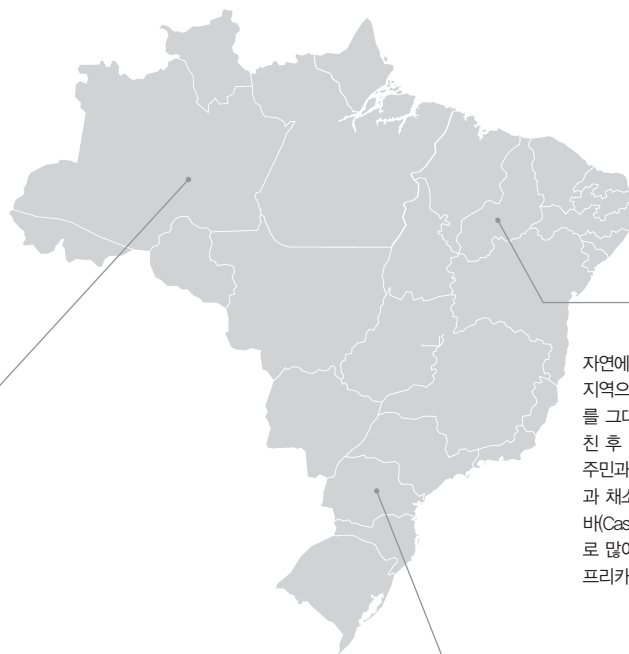 자연에
지역으
를 그대
친 후
주민과
과 채소
바(Cas
로 많이
프리카